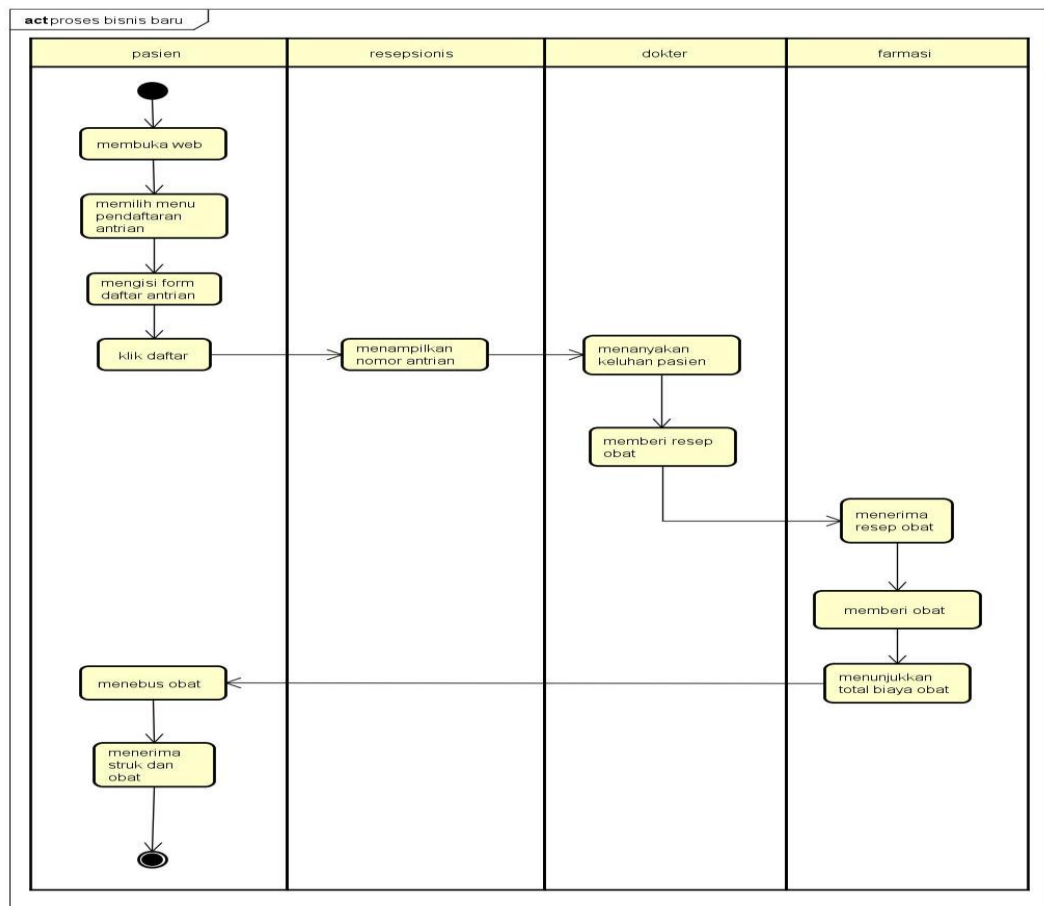 act proses bisnis baru
pasien
resepsionis
dokter
farmasi
membuka web
memilih menu
pendaftaran
antrian
mengisi form
daftar antrian
klik daftar
menampilkan
nomor antrian
menanyakan
keluhan pasien
memberi resep
obat
menerima
resep obat
memberi obat
menunjukkan
total biaya obat
menebus obat
menerima
struk dan
obat